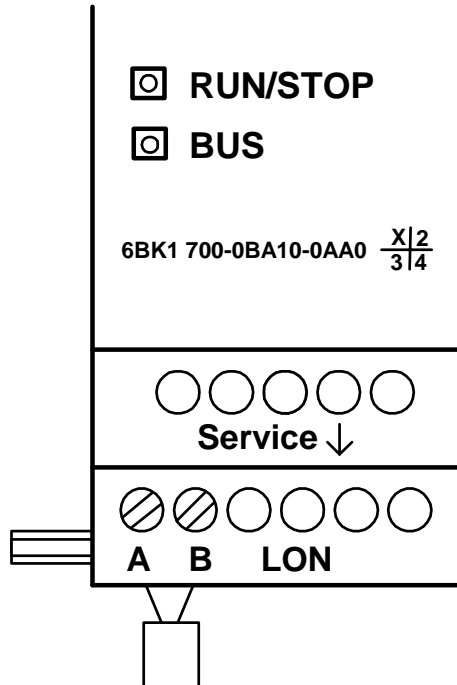 RUN/STOP
BUS
6BK1 700-0BA10-0AA0 X 2
3 4
Service ↓
A B LON